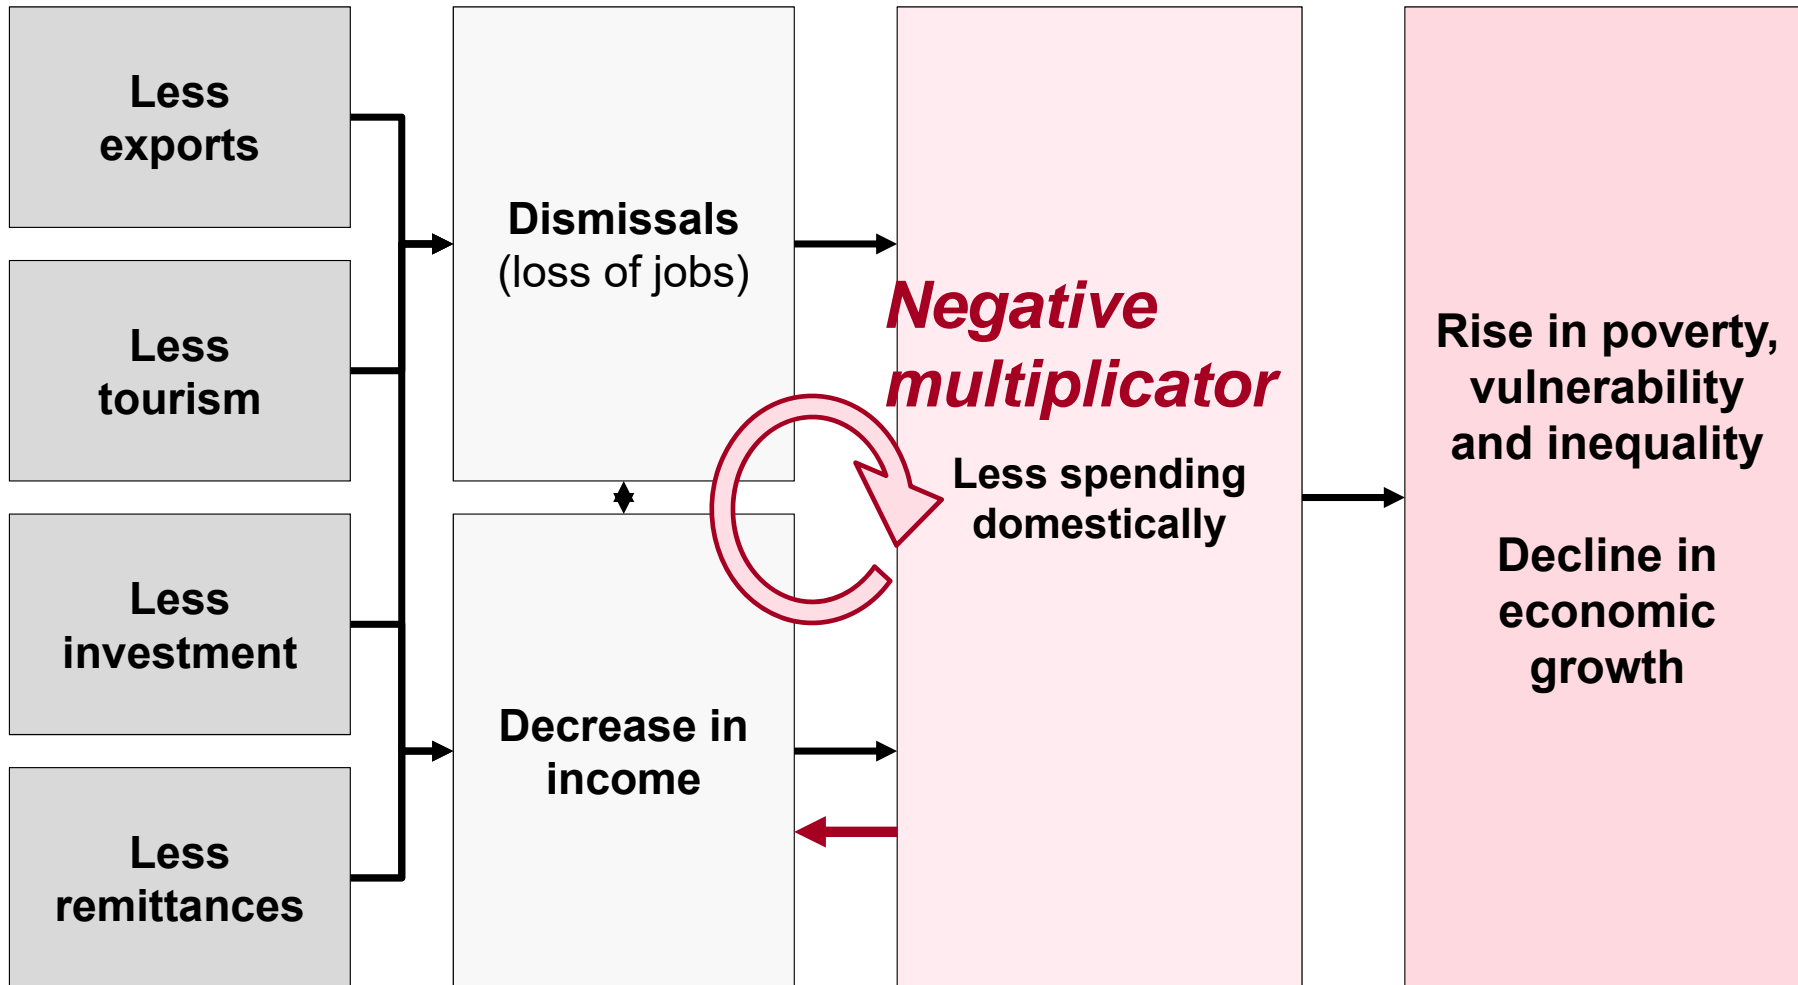 Less
exports
Less
tourism
Less
investment
Less
remittances
Dismissals
(loss of jobs)
Decrease in
income
Negative
multiplicator
Less spending
domestically
Rise in poverty,
vulnerability
and inequality
Decline in
economic
growth